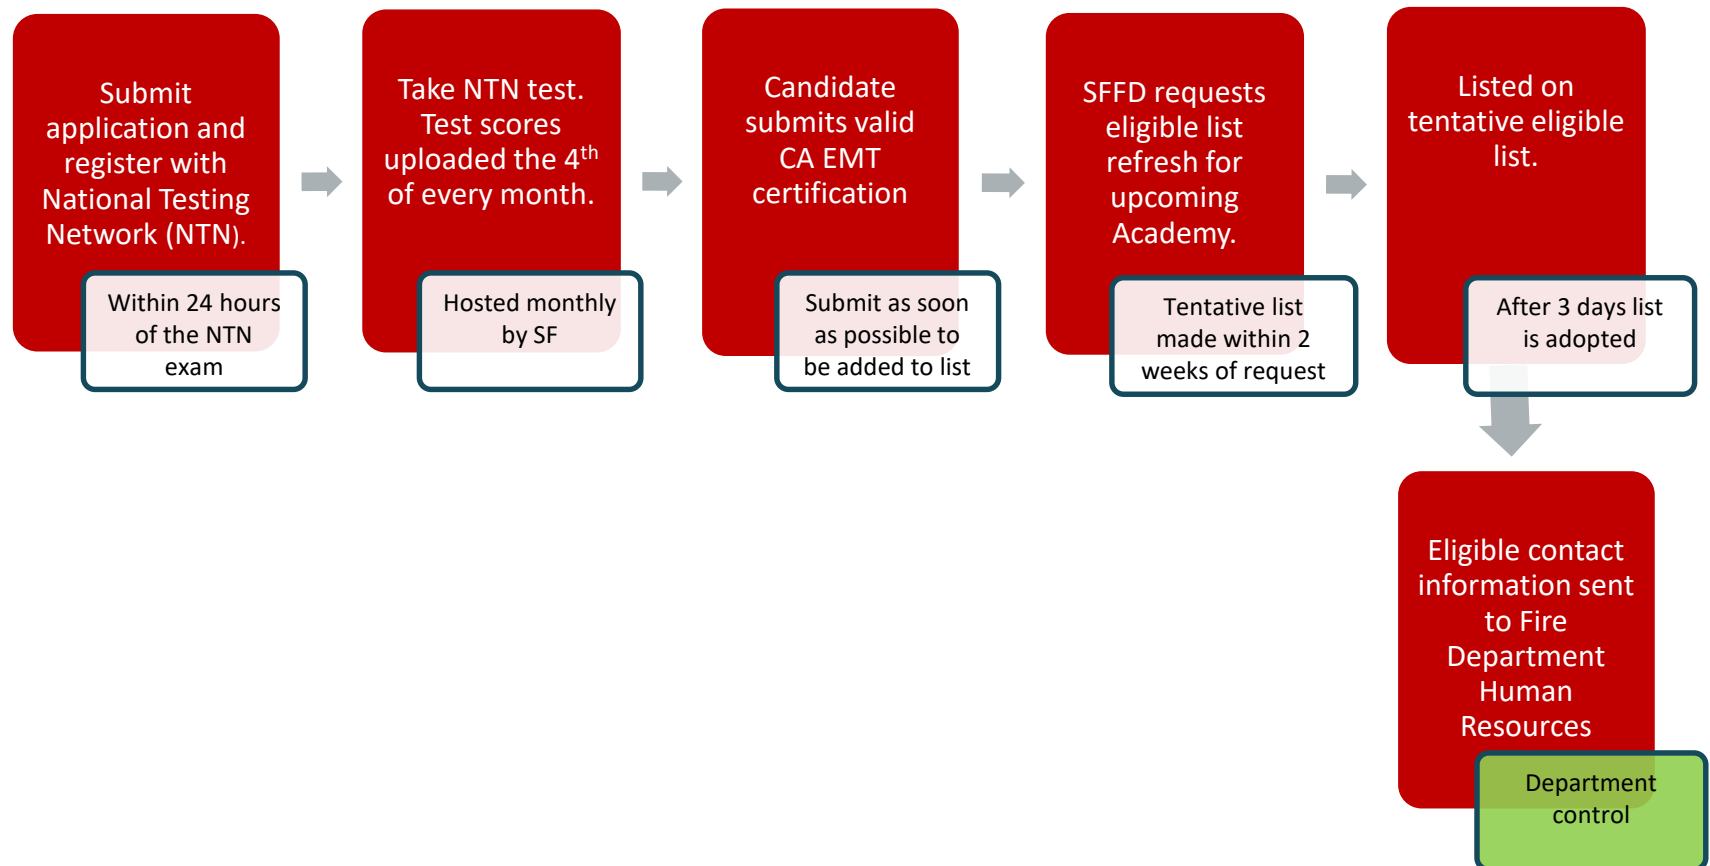 Submit
application and
register with
National Testing
Network (NTN).
Within 24 hours
of the NTN
exam
Take NTN test.
Test scores
uploaded the 4th
of every month.
Hosted monthly
by SF
Candidate
submits valid
CA EMT
certification
Submit as soon
as possible to
be added to list
SFFD requests
eligible list
refresh for
upcoming
Academy.
Tentative list
made within 2
weeks of request
Listed on
tentative eligible
list.
After 3 days list
is adopted
Eligible contact
information sent
to Fire
Department
Human
Resources
Department
control